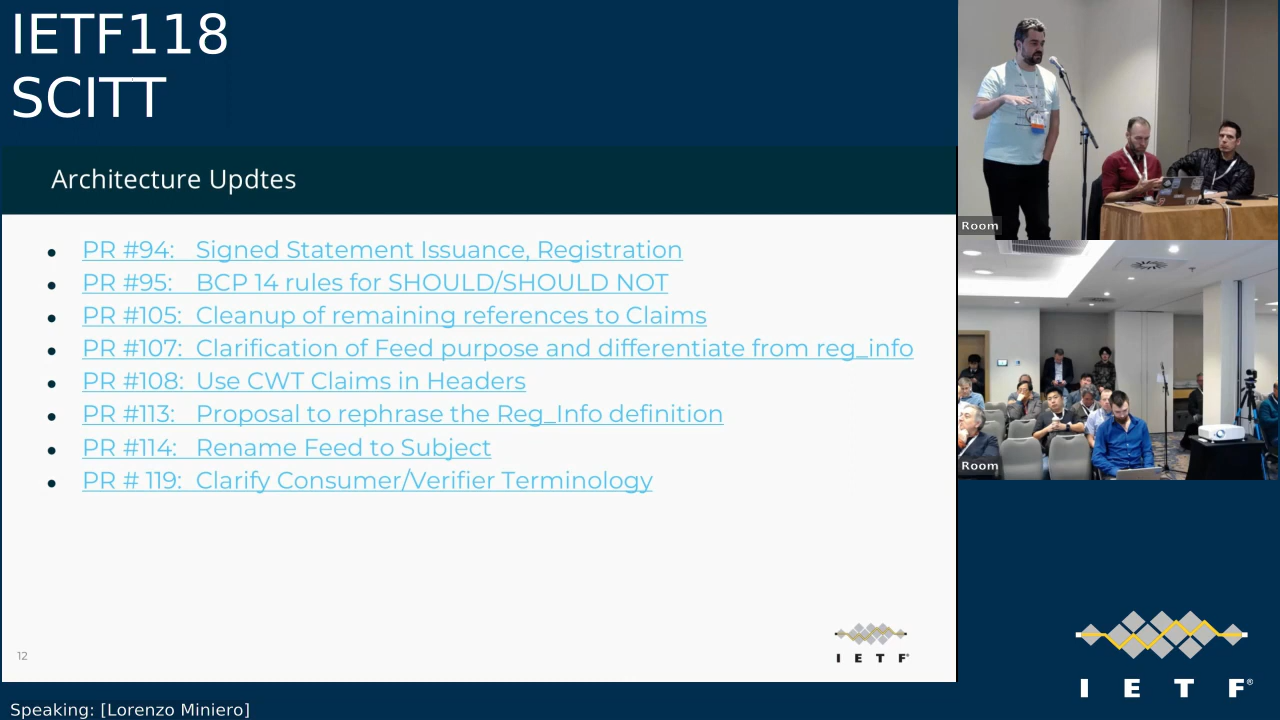 IETF118
SCITT
Architecture Updtes
PR #94: Signed Statement Issuance, Registration
PR #95: BCP 14 rules for SHOULD/SHOULD NOT
PR #105: Cleanup of remaining references to Claims
PR #107: Clarification of Feed purpose and differentiate from reg_info
PR #108: Use CWT Claims in Headers
PR #113: Proposal to rephrase the Reg_Info definition
PR #114: Rename Feed to Subject
PR # 119: Clarify Consumer/Verifier Terminology
12
I E T F®
Room
Room
I E T F®
Speaking: [Lorenzo Miniero]